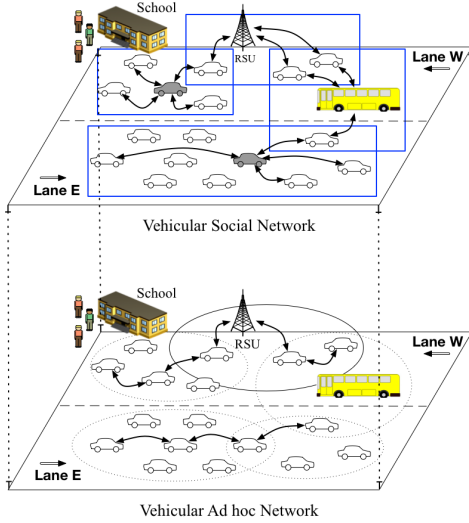 School
RSU
Lane W
Lane E
Vehicular Social Network
School
RSU
Lane W
Lane E
Vehicular Ad hoc Network